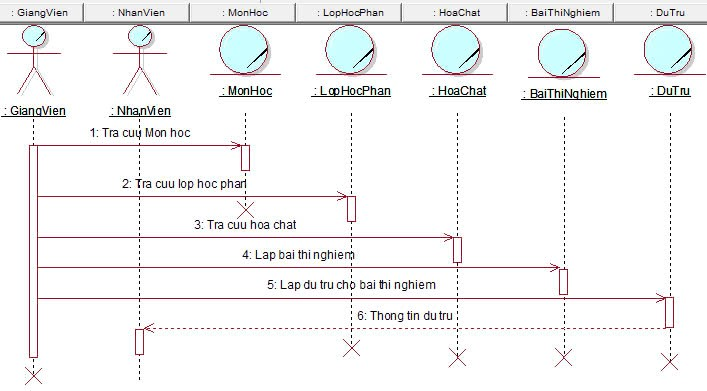 : GiangVien
: NhanVien
: MonHoc
: LopHocPhan
: HoaChat
: BaiThiNghiem
: DuTru
: GiangVien
: NhanVien
: MonHoc
: LopHocPhan
: HoaChat
: BaiThiNghiem
: DuTru
1: Tra cuu Mon hoc
2: Tra cuu lop hoc phan
3: Tra cuu hoa chat
4: Lap bai thi nghiem
5: Lap du tru cho bai thi nghiem
6: Thong tin du tru